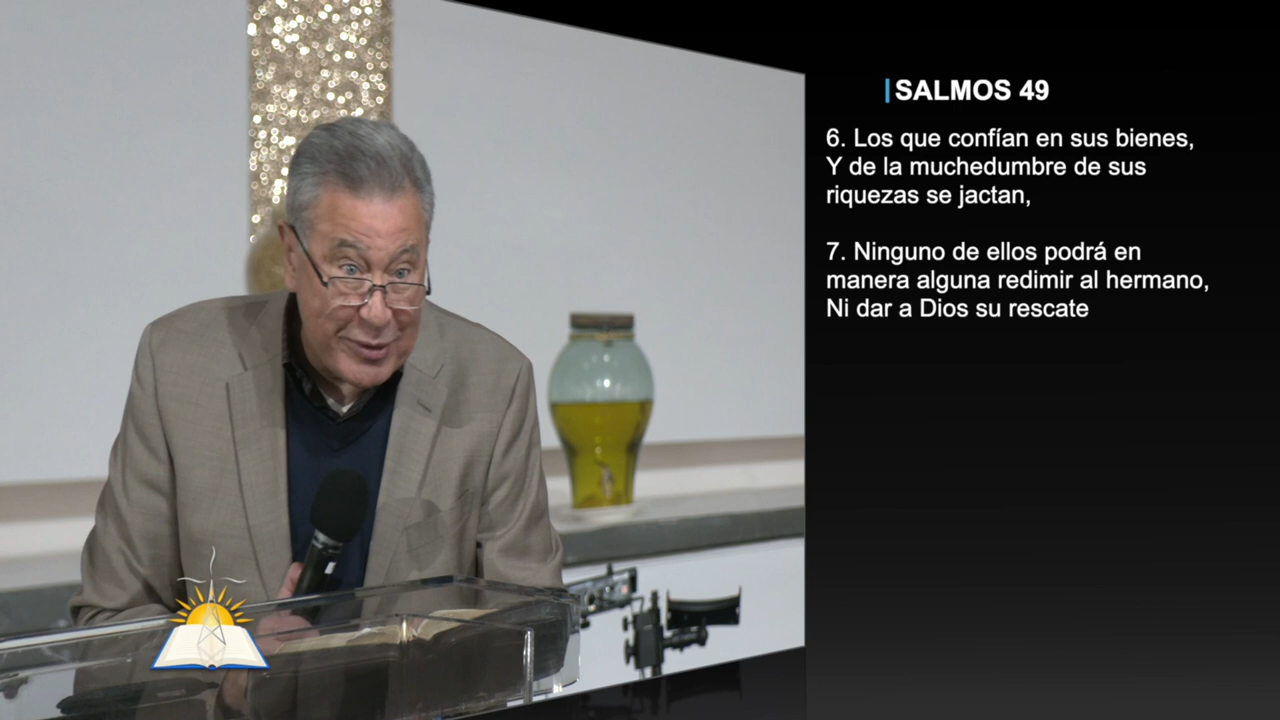 SALMOS 49
6. Los que confían en sus bienes,
Y de la muchedumbre de sus
riquezas se jactan,
7. Ninguno de ellos podrá en
manera alguna redimir al hermano,
Ni dar a Dios su rescate